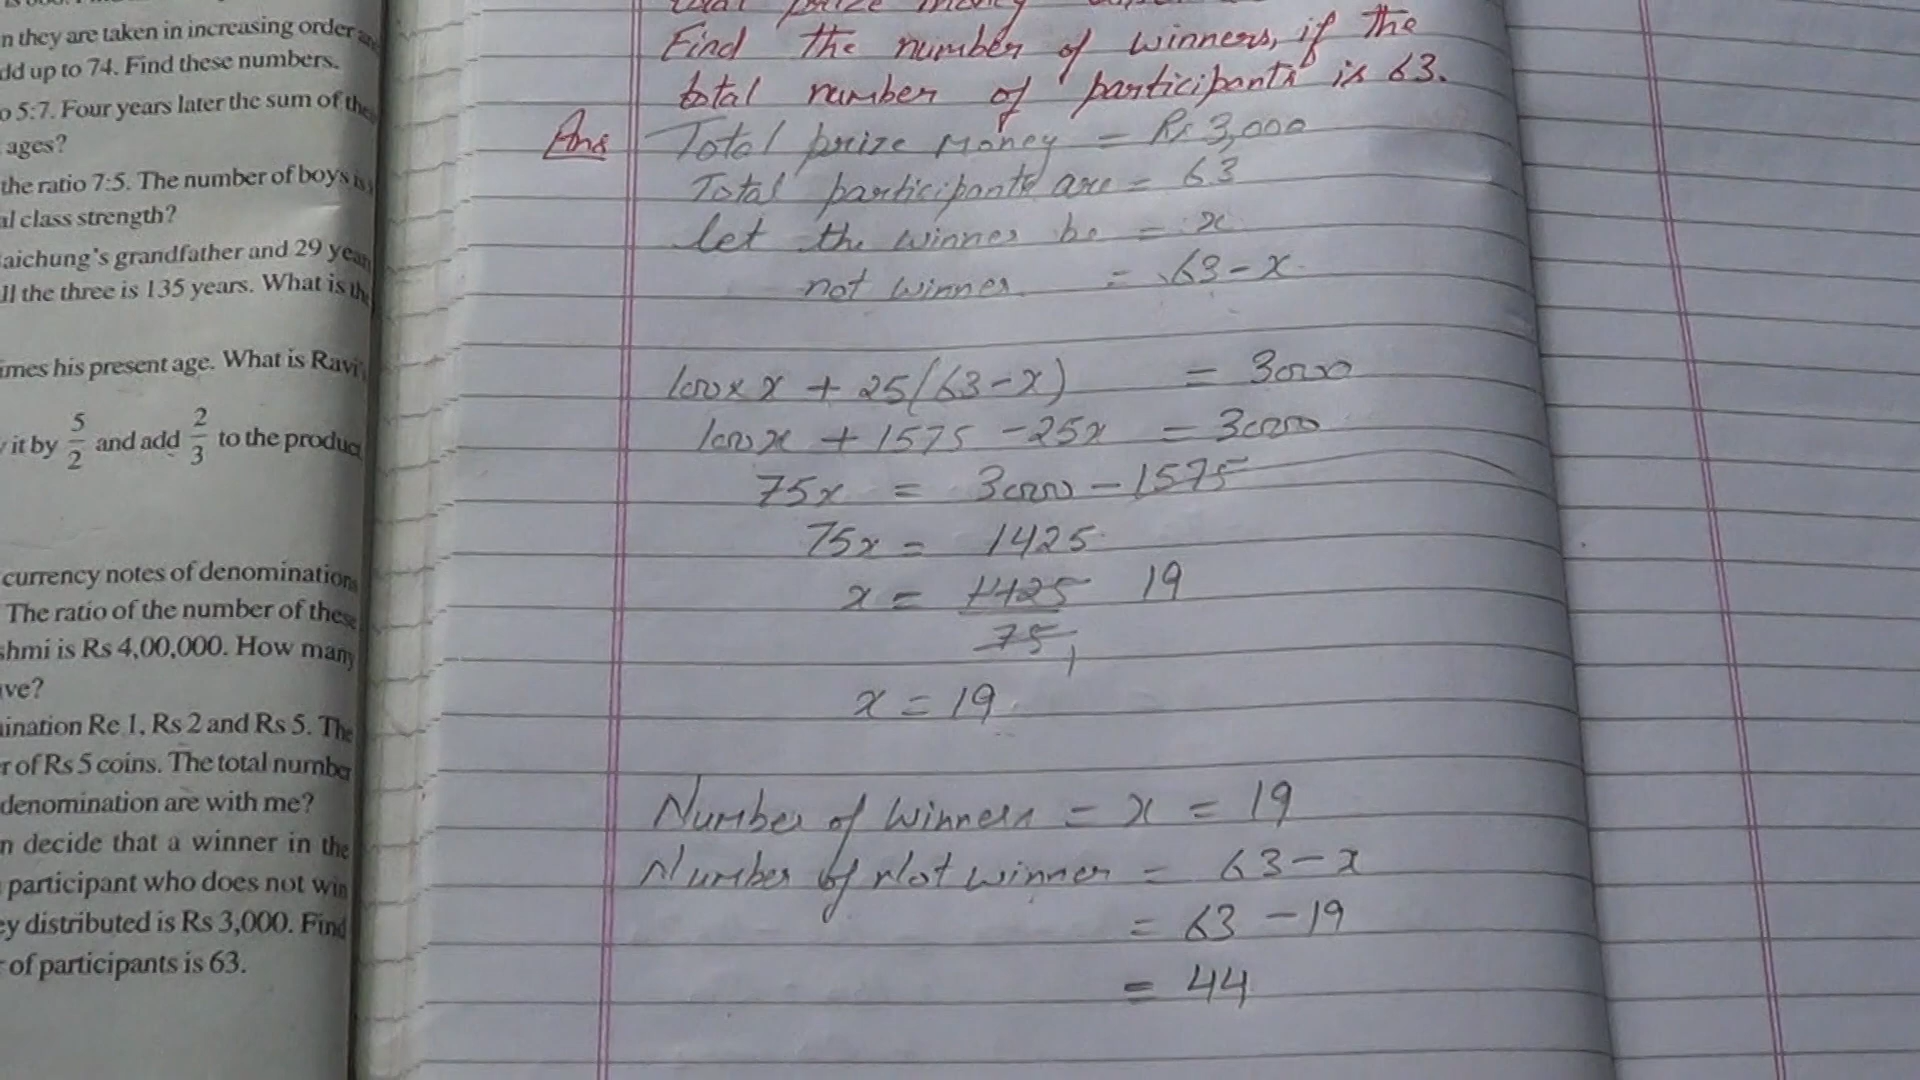 n they are taken in increasing order
dd up to 74. Find these numbers.
o 5:7. Four years later the sum of
ages?
the ratio 7:5. The number of boys is
al class strength?
aichung's grandfather and 29
ll the three is 135 years. What is the
imes his present age. What is Ravi
it by 5/2 and add 2/3 to the produc
currency notes of denomination
The ratio of the number of these
shmi is Rs 4,00,000. How many
ve?
ination Re 1, Rs 2 and Rs 5. The
r of Rs 5 coins. The total number
denomination are with me?
n decide that a winner in the
participant who does not win
ey distributed is Rs 3,000. Find
of participants is 63.
total prize money
Find the number of winners, if the
total number of participants is 63.
Ans Total prize Money = Rs 3,000
Total participants are = 63
let the winner be = x
not winner = 63 - x
100 x x + 25(63-x) = 3000
100x + 1575 - 25x = 3000
75x = 3000 - 1575
75x = 1425
x = 1425 19
75 1
x = 19
Number of winners = x = 19
Number of Not winner = 63 - x
= 63 - 19
= 44